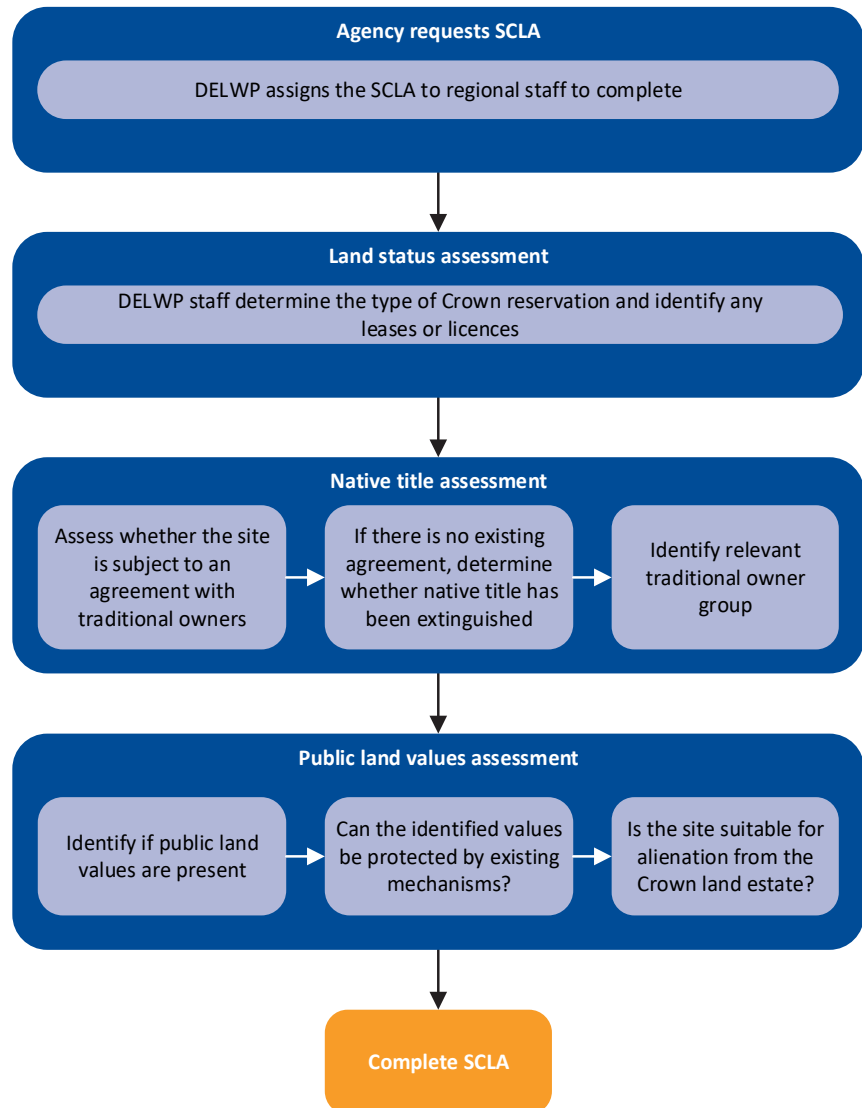 Agency requests SCLA
DELWP assigns the SCLA to regional staff to complete
Land status assessment
DELWP staff determine the type of Crown reservation and identify any
leases or licences
Native title assessment
Assess whether the site
is subject to an
agreement with
traditional owners
If there is no existing
agreement, determine
whether native title has
been extinguished
Identify relevant
traditional owner
group
Public land values assessment
Identify if public land
values are present
Can the identified values
be protected by existing
mechanisms?
Is the site suitable for
alienation from the
Crown land estate?
Complete SCLA